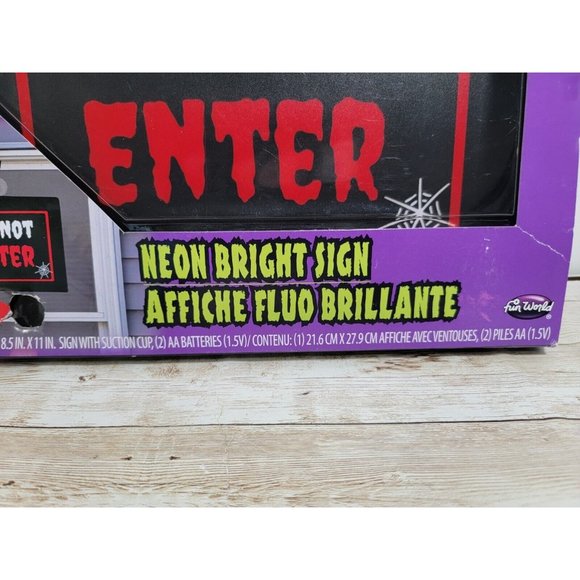 ENTER
NOT
TER
NEON BRIGHT SIGN
AFFICHE FLUO BRILLANTE
fun World®
8.5 IN. X 11 IN. SIGN WITH SUCTION CUP, (2) AA BATTERIES (1.5V)/ CONTENU: (1) 21.6 CM X 27.9 CM AFFICHE AVEC VENTOUSES, (2) PILES AA (1.5V)